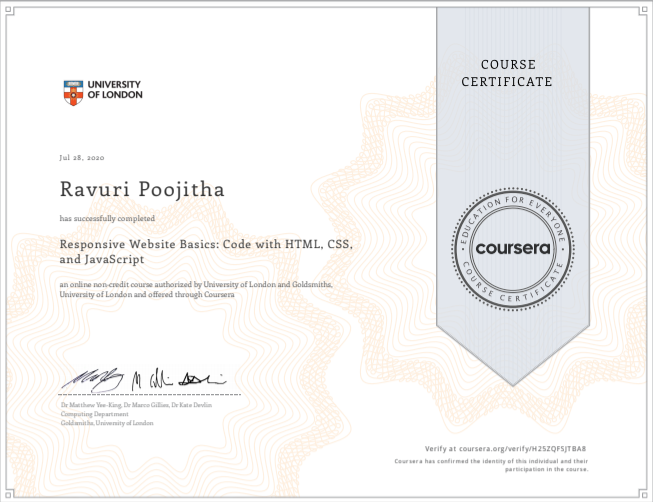 COURSE
CERTIFICATE
UNIVERSITY
OF LONDON
Jul 28, 2020
Ravuri Poojitha
has successfully completed
Responsive Website Basics: Code with HTML, CSS,
and JavaScript
an online non-credit course authorized by University of London and Goldsmiths,
University of London and offered through Coursera
EDUCATION FOR EVERYONE
coursera
COURSE CERTIFICATE
Dr Matthew Yee-King, Dr Marco Gillies, Dr Kate Devlin
Computing Department
Goldsmiths, University of London
Verify at coursera.org/verify/H25ZQFSJTBA8
Coursera has confirmed the identity of this individual and their
participation in the course.